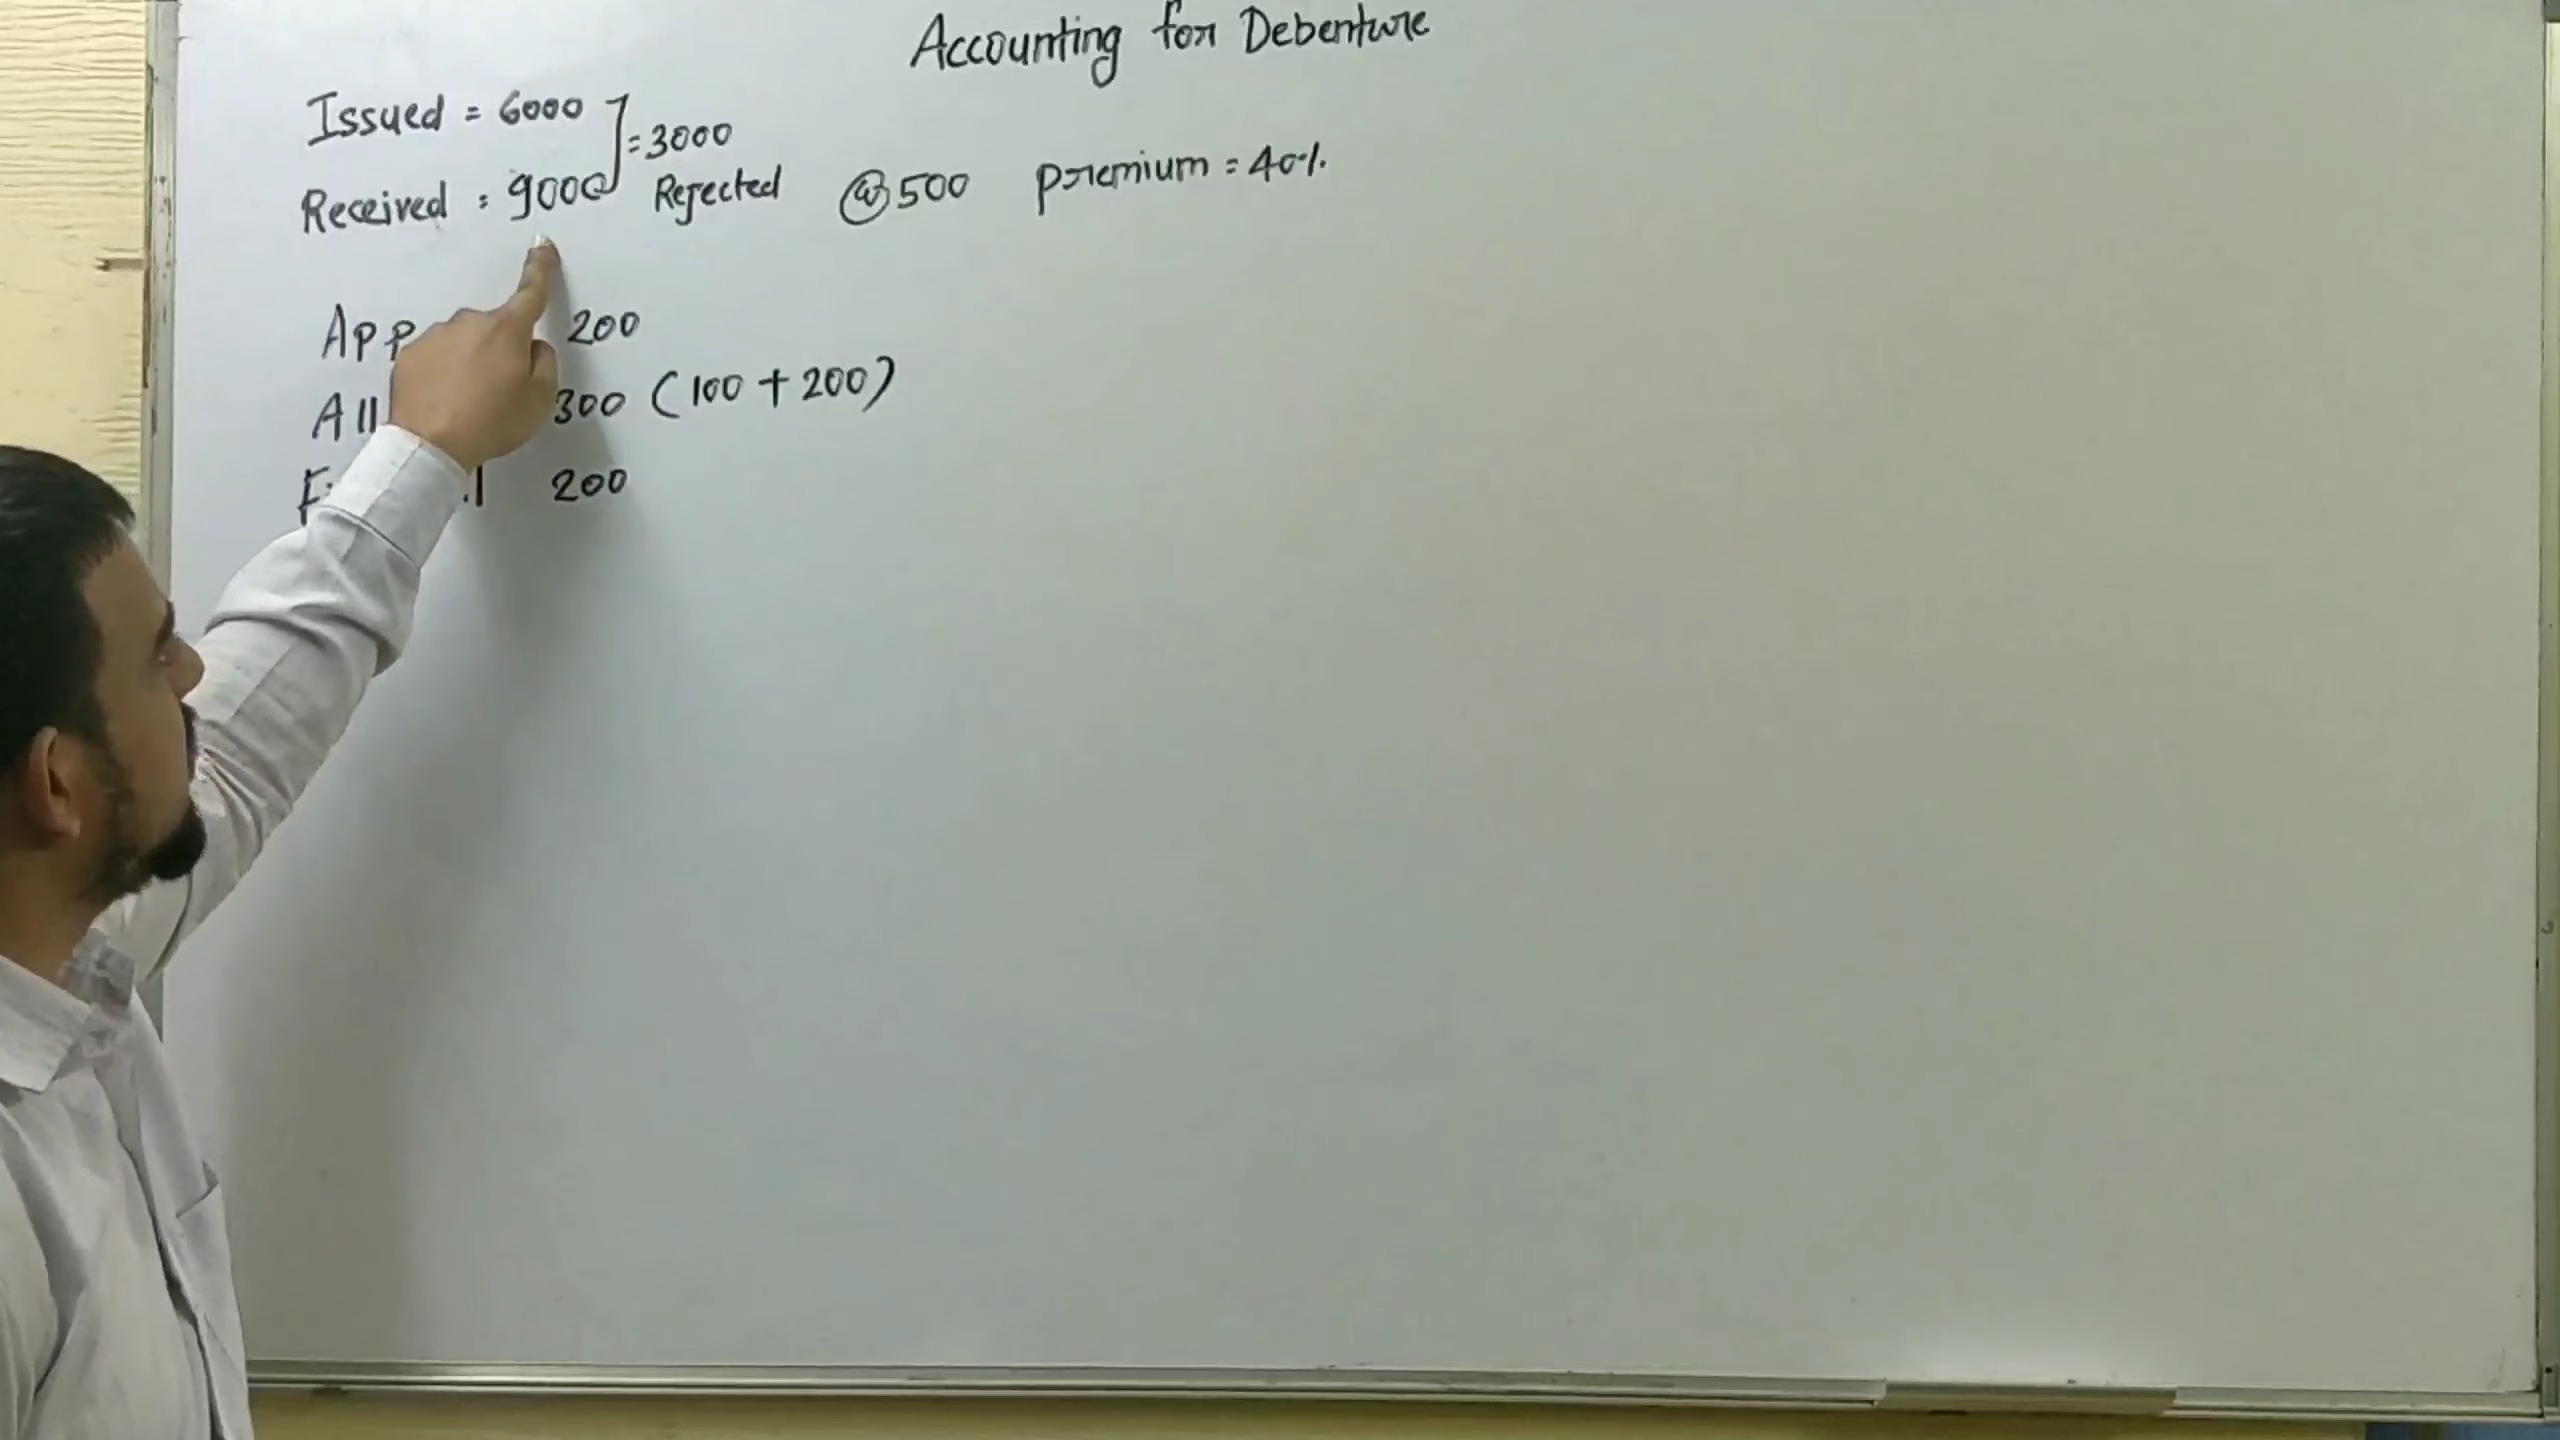 Accounting for Debenture
Issued = 6000
= 3000
Received = 9000 Rejected @ 500 Premium = 40%
App 200
All 300 (100 + 200)
200